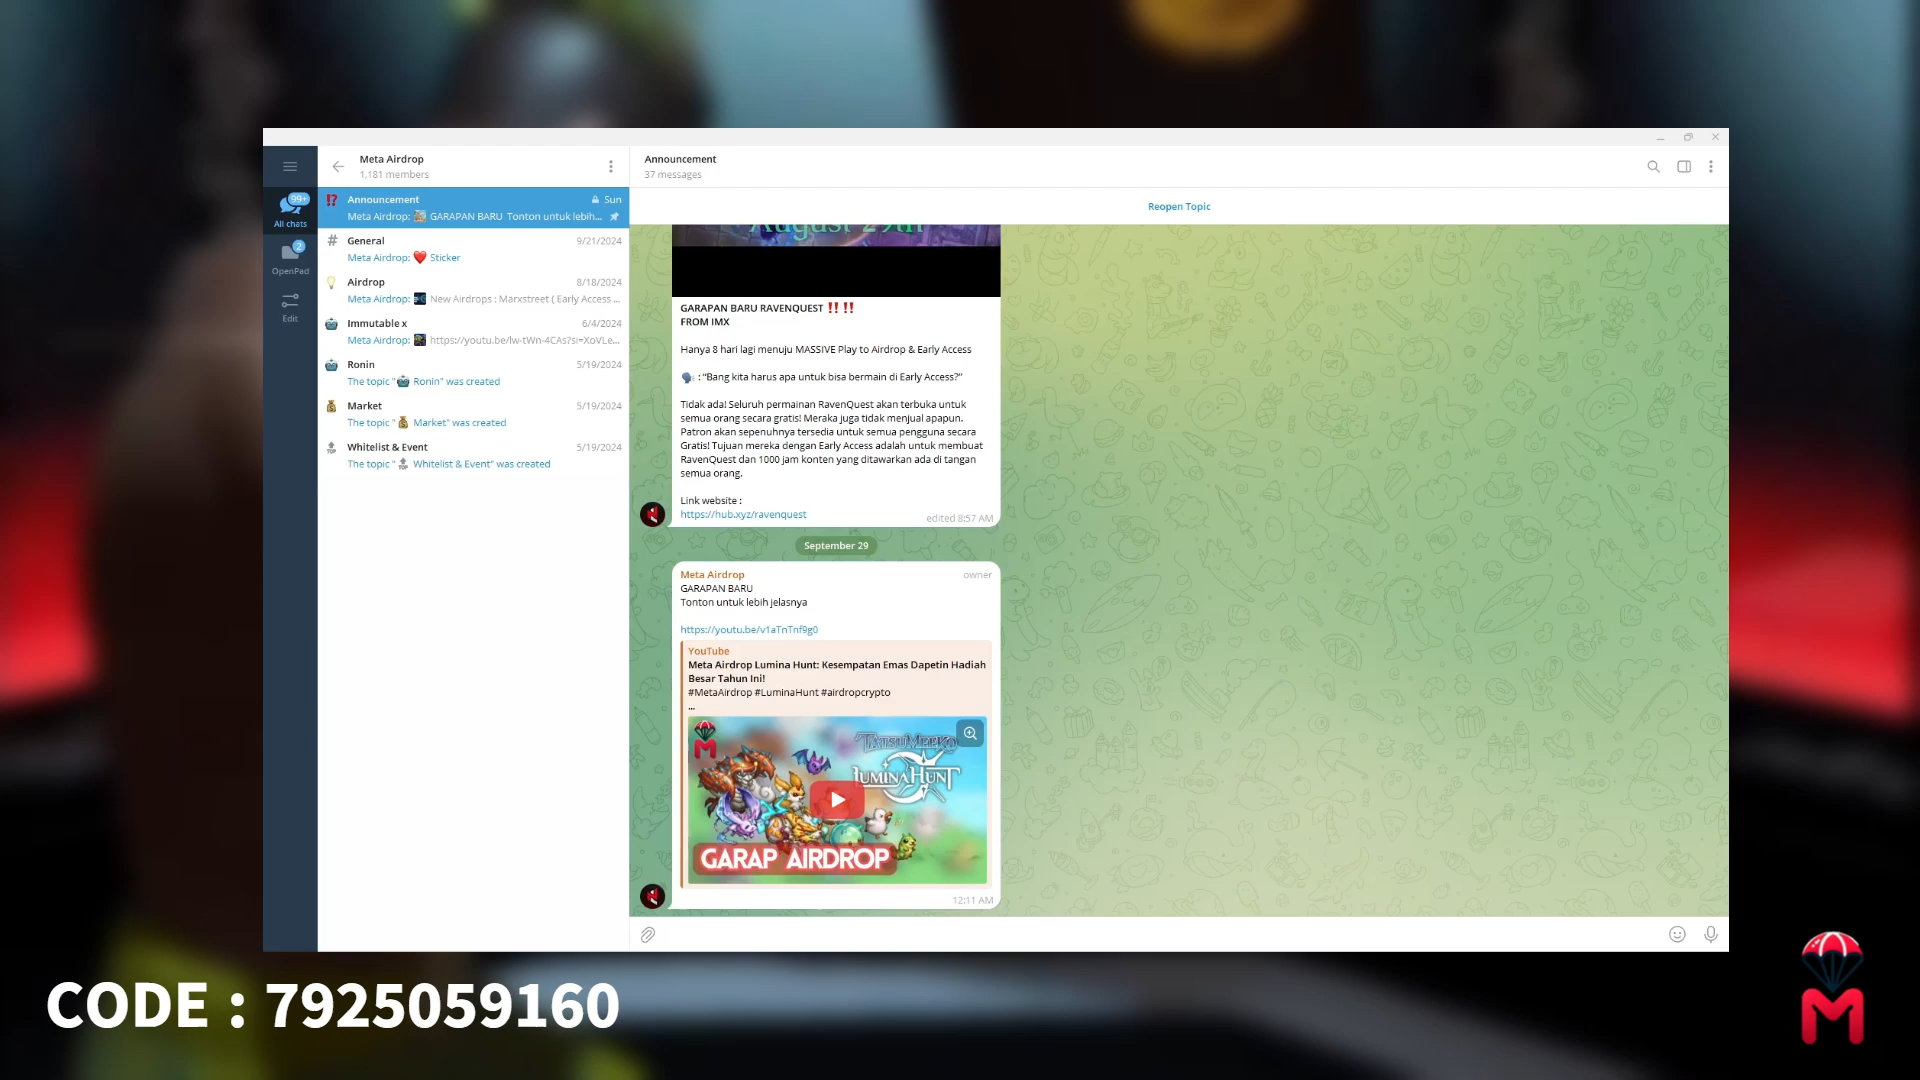 Meta Airdrop
1,181 members
Announcement
Sun
Meta Airdrop: GARAPAN BARU Tonton untuk lebih...
General
9/21/2024
Meta Airdrop: ❤️ Sticker
Airdrop
8/18/2024
Meta Airdrop: New Airdrops : Marxstreet ( Early Access ...
Immutable x
6/4/2024
Meta Airdrop: https://youtu.be/lw-tWn-4CAs?si=XoVLe...
Ronin
5/19/2024
The topic "🤖 Ronin" was created
Market
5/19/2024
The topic "💰 Market" was created
Whitelist & Event
5/19/2024
The topic "🔝 Whitelist & Event" was created
99+
All chats
2
OpenPad
Edit
Announcement
37 messages
Reopen Topic
August 29th
GARAPAN BARU RAVENQUEST ‼️ ‼️
FROM IMX
Hanya 8 hari lagi menuju MASSIVE Play to Airdrop & Early Access
🗣 : "Bang kita harus apa untuk bisa bermain di Early Access?"
Tidak ada! Seluruh permainan RavenQuest akan terbuka untuk
semua orang secara gratis! Meraka juga tidak menjual apapun.
Patron akan sepenuhnya tersedia untuk semua pengguna secara
Gratis! Tujuan mereka dengan Early Access adalah untuk membuat
RavenQuest dan 1000 jam konten yang ditawarkan ada di tangan
semua orang.
Link website :
https://hub.xyz/ravenquest
edited 8:57 AM
September 29
Meta Airdrop
owner
GARAPAN BARU
Tonton untuk lebih jelasnya
https://youtu.be/v1aTnTnf9g0
YouTube
Meta Airdrop Lumina Hunt: Kesempatan Emas Dapetin Hadiah
Besar Tahun Ini!
#MetaAirdrop #LuminaHunt #airdropcrypto
...
TATSUMEEKO
LUMINAHUNT
GARAP AIRDROP
12:11 AM
CODE : 7925059160
M